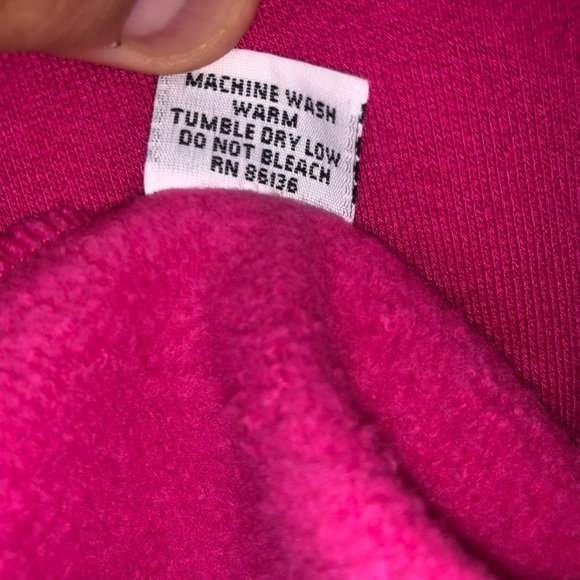 MACHINE WASH
WARM
TUMBLE DRY LOW
DO NOT BLEACH
RN 86136